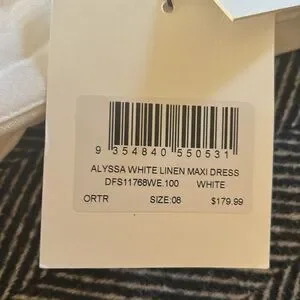 9 354840 550531
ALYSSA WHITE LINEN MAXI DRESS
DFS11768WE.100 WHITE
ORTR SIZE:08 $179.99